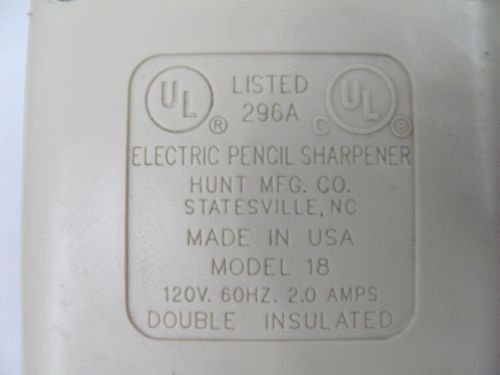 UL® LISTED CUL®
296A
ELECTRIC PENCIL SHARPENER
HUNT MFG. CO.
STATESVILLE, NC
MADE IN USA
MODEL 18
120V. 60HZ. 2.0 AMPS
DOUBLE INSULATED